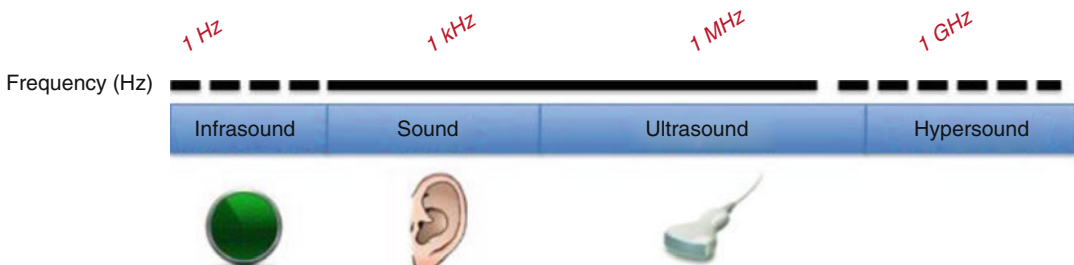 1 Hz 1 kHz 1 MHz 1 GHz
Frequency (Hz)
Infrasound Sound Ultrasound Hypersound